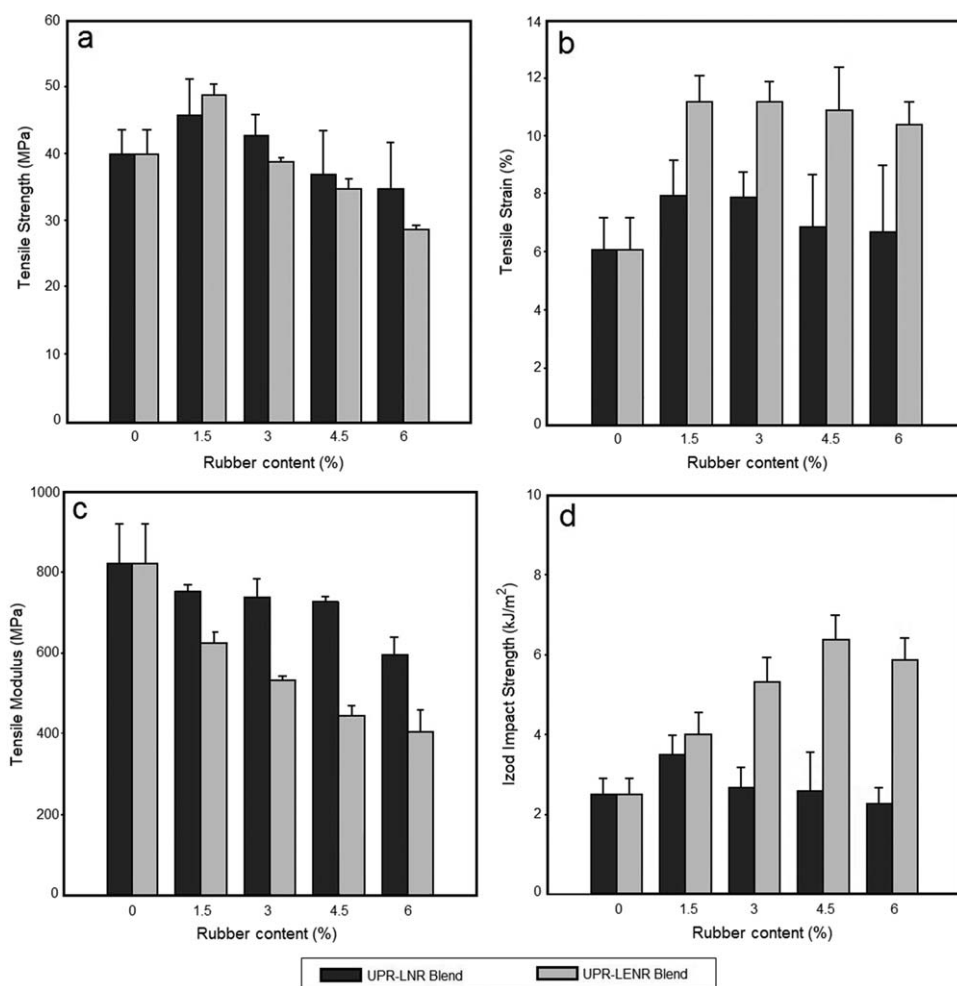 a
Tensile Strength (MPa)
60
50
40
30
20
10
0
0 1.5 3 4.5 6
Rubber content (%)
b
Tensile Strain (%)
14
12
10
8
6
4
2
0
0 1.5 3 4.5 6
Rubber content (%)
c
Tensile Modulus (MPa)
1000
800
600
400
200
0
0 1.5 3 4.5 6
Rubber content (%)
d
Izod Impact Strength (kJ/m²)
10
8
6
4
2
0
0 1.5 3 4.5 6
Rubber content (%)
UPR-LNR Blend UPR-LENR Blend